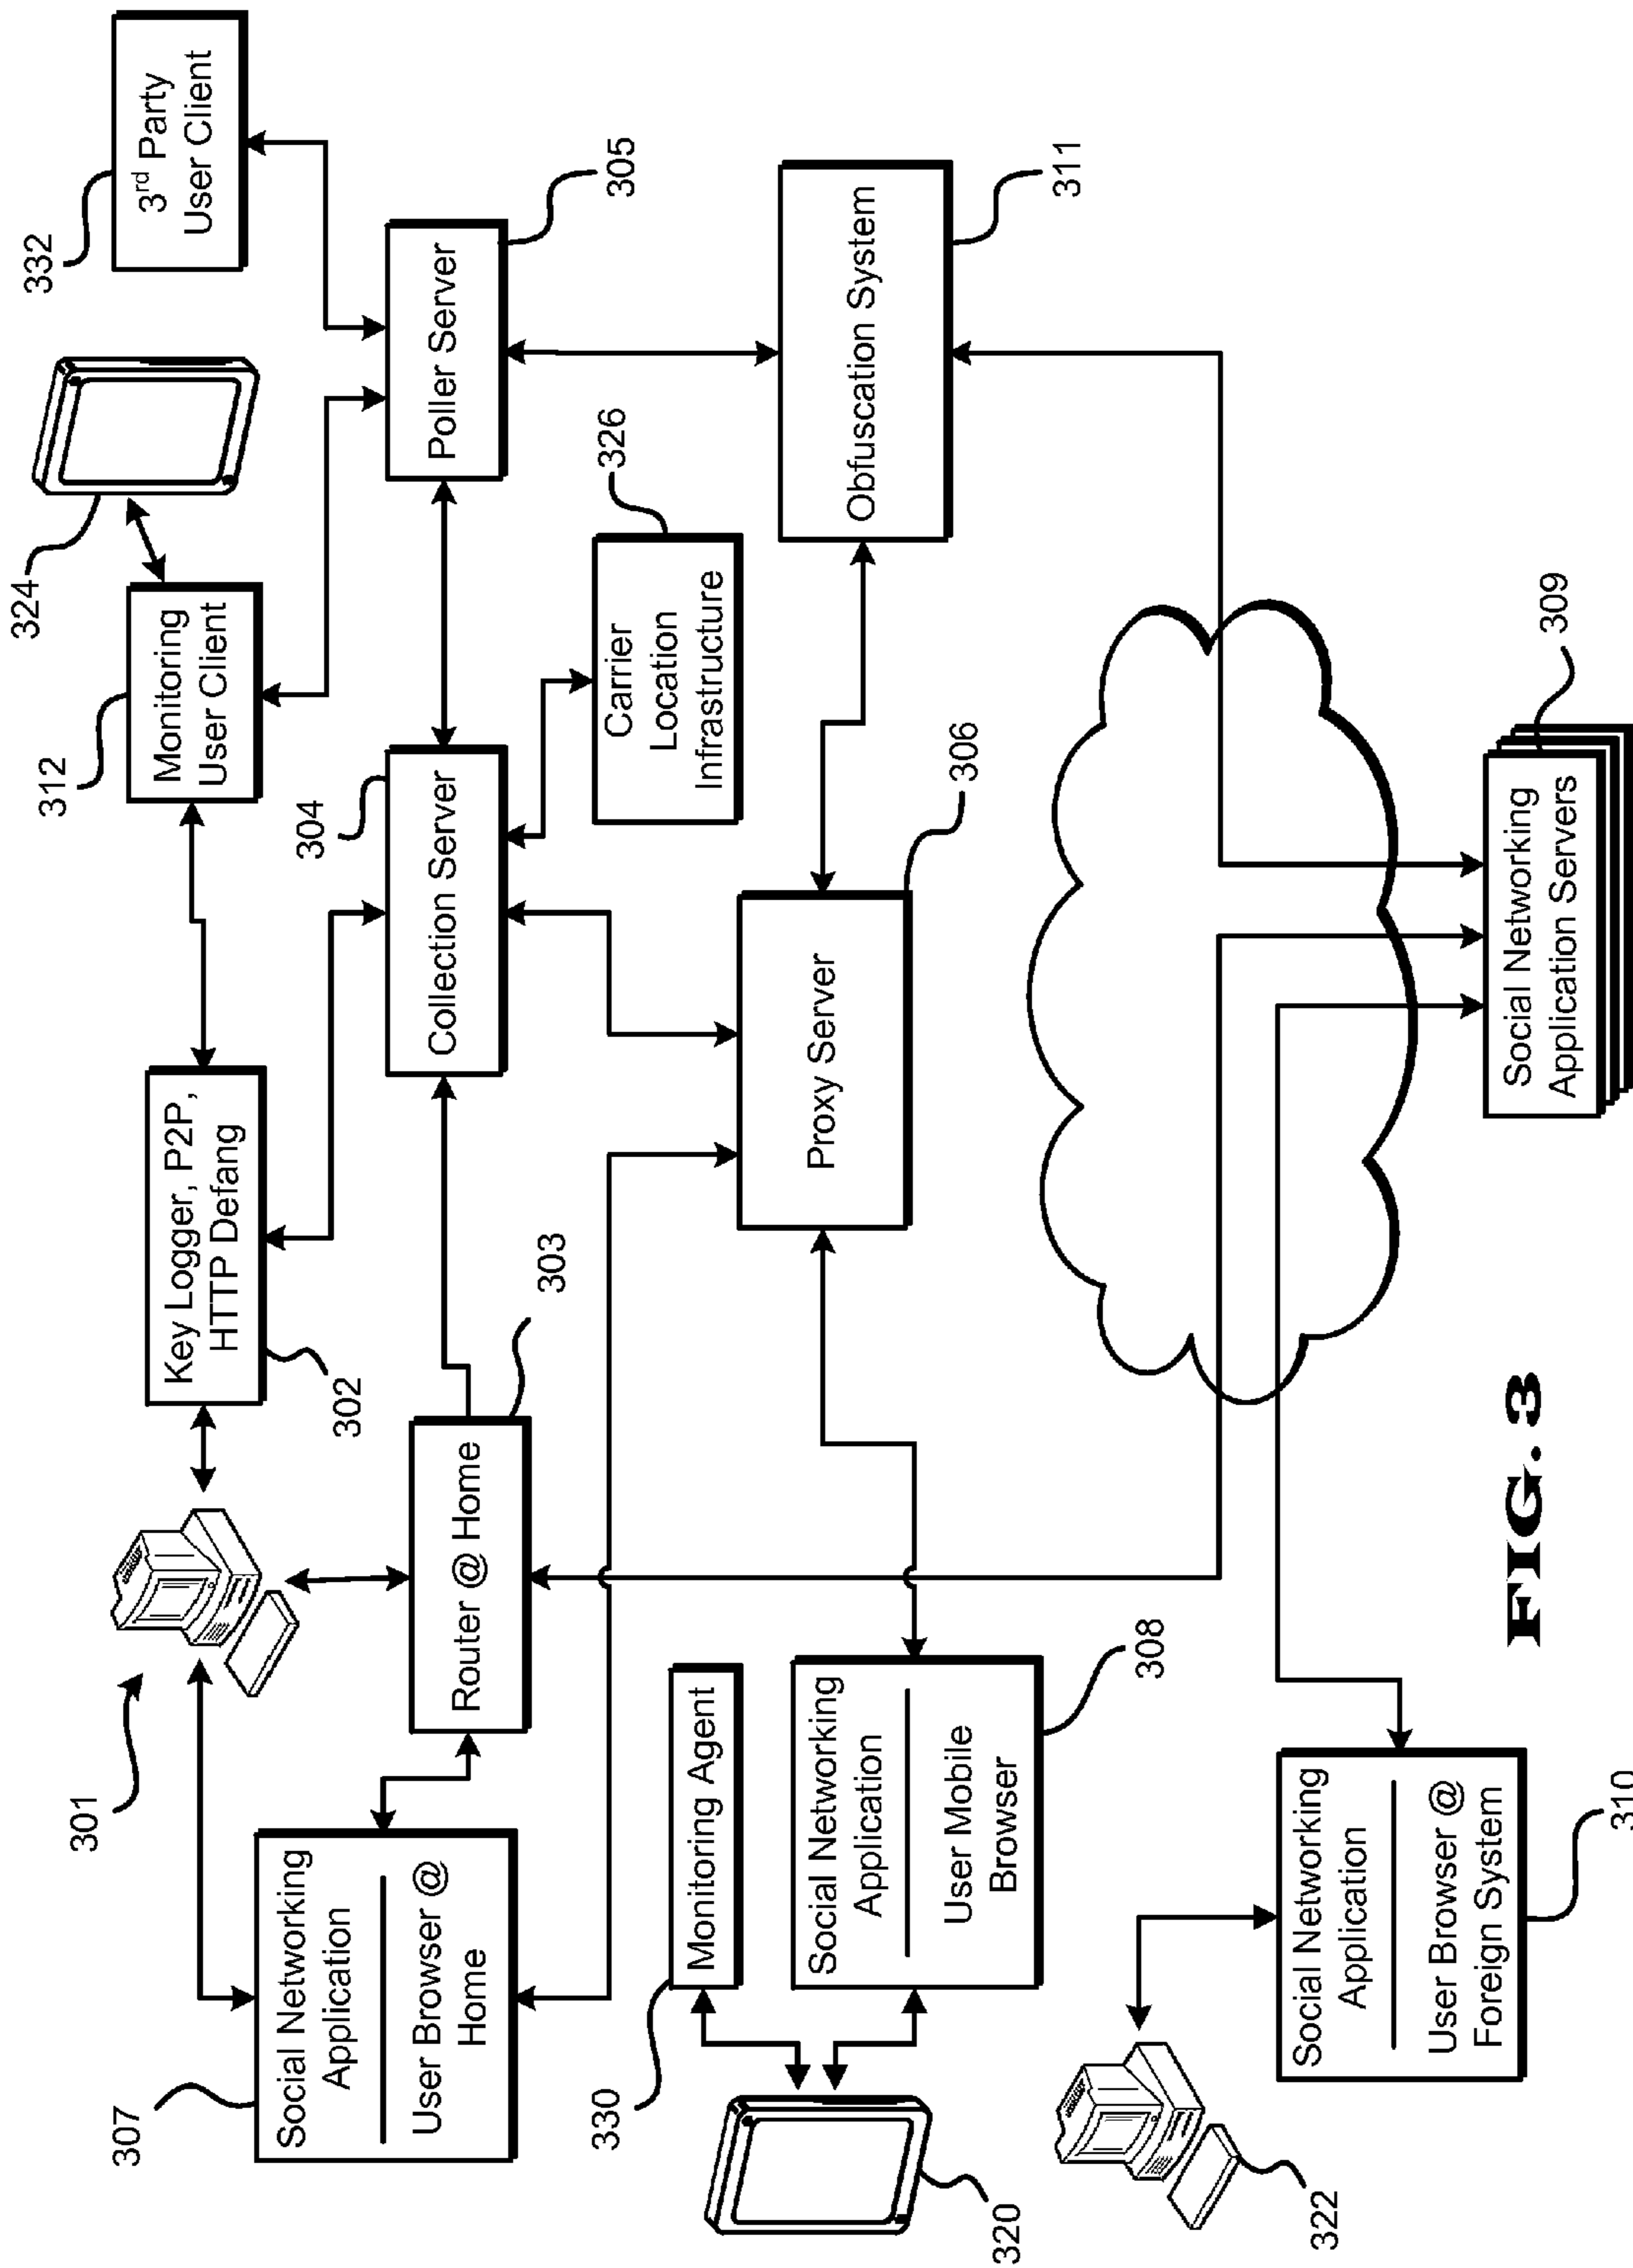 301
302
Key Logger, P2P,
HTTP Defang
312
Monitoring
User Client
324
332
3rd Party
User Client
307
Social Networking
Application
User Browser @
Home
Router @ Home
303
304
Collection Server
Poller Server
305
Carrier
Location
Infrastructure
326
330
Monitoring Agent
320
Social Networking
Application
User Mobile
Browser
308
Proxy Server
306
Obfuscation System
311
322
Social Networking
Application
User Browser @
Foreign System
310
Social Networking
Application Servers
309
FIG. 3